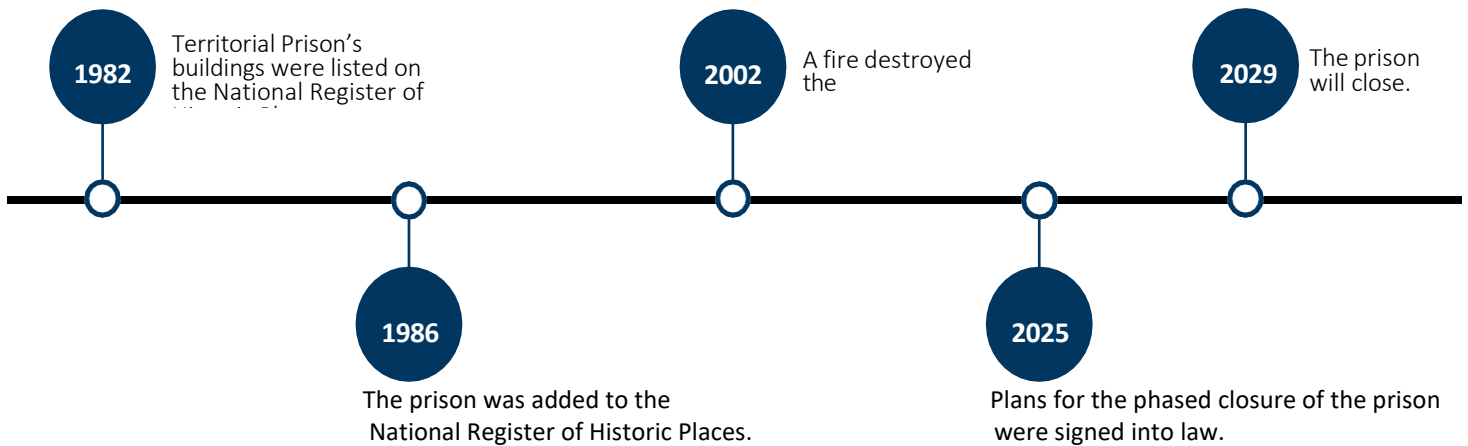 1982
Territorial Prison’s
buildings were listed on
the National Register of
2002
A fire destroyed
the
2029
The prison
will close.
1986
The prison was added to the
National Register of Historic Places.
2025
Plans for the phased closure of the prison
were signed into law.